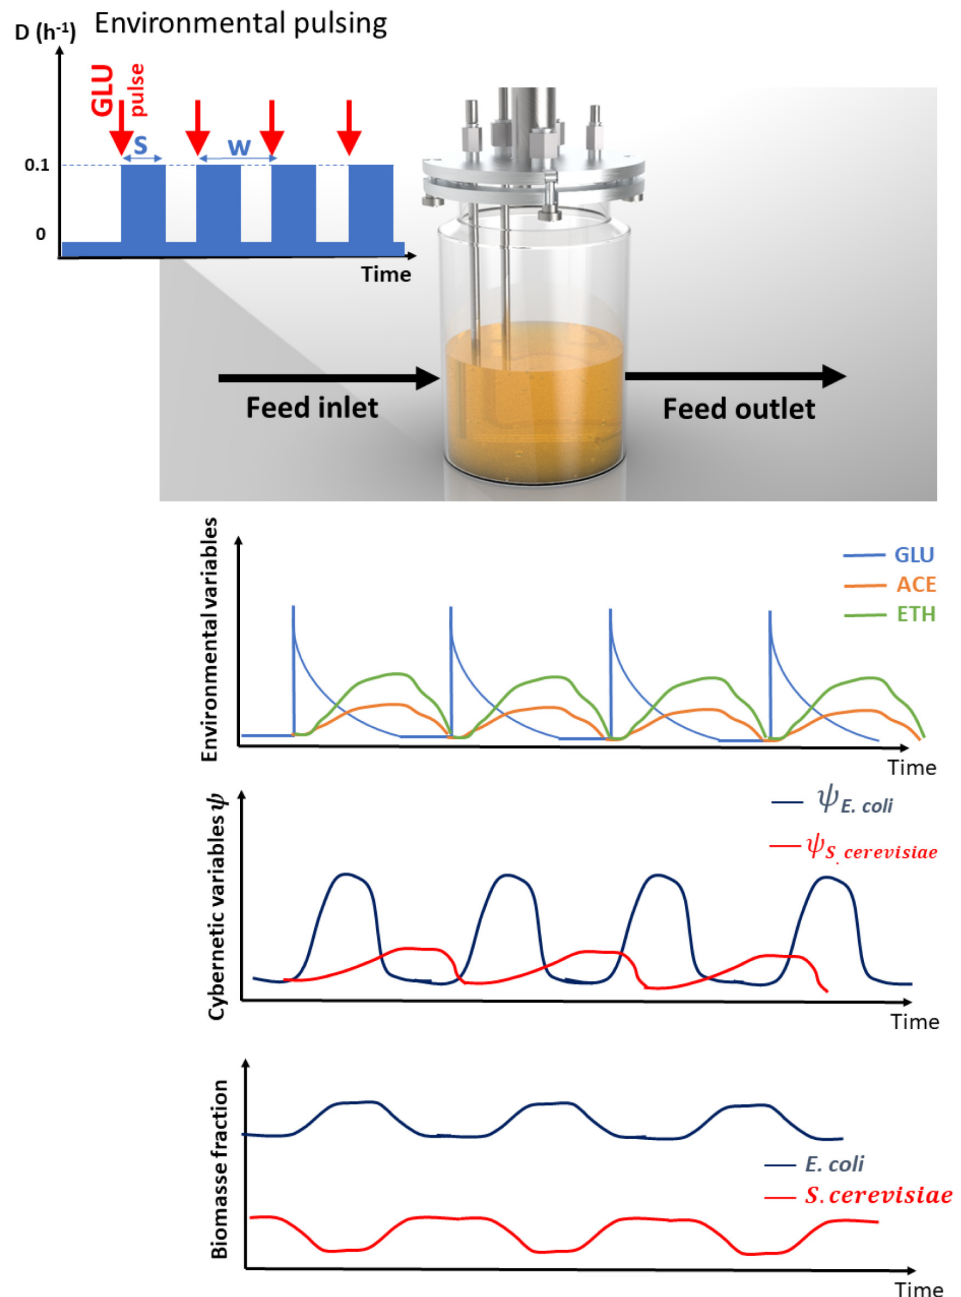 D (h⁻¹) Environmental pulsing
GLU
pulse
S
w
0.1
0
Time
Feed inlet
Feed outlet
Environmental variables
GLU
ACE
ETH
Time
Cybernetic variables ψ
ψE. coli
ψS. cerevisiae
Time
Biomasse fraction
E. coli
S. cerevisiae
Time